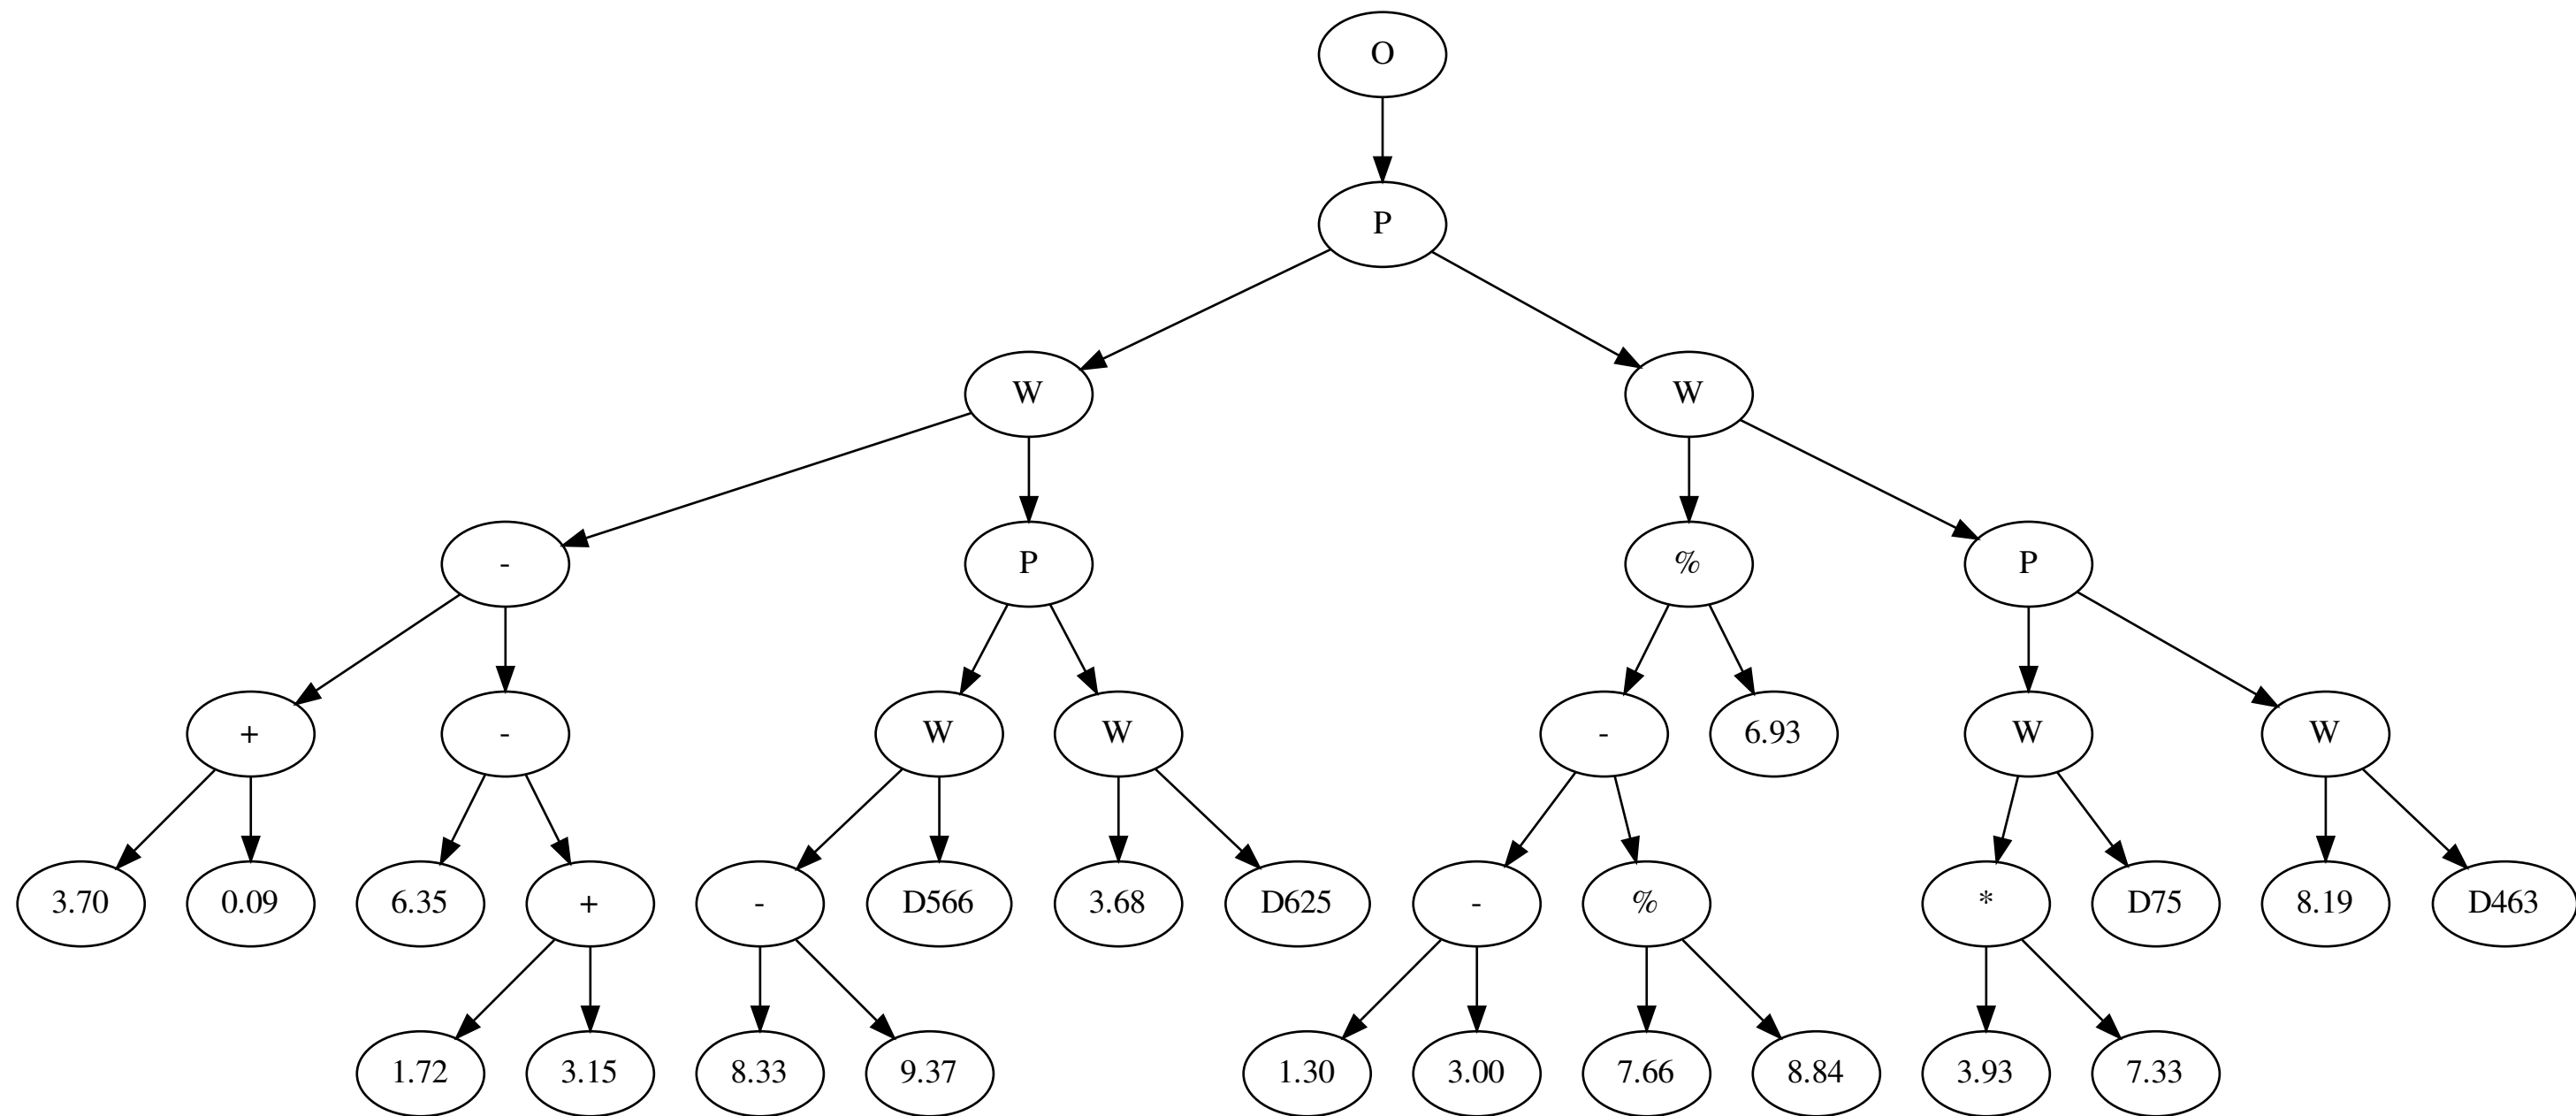 O
P
W W
- P % P
+ - W W - 6.93 W W
3.70 0.09 6.35 + - D566 3.68 D625 - % * D75 8.19 D463
1.72 3.15 8.33 9.37 1.30 3.00 7.66 8.84 3.93 7.33